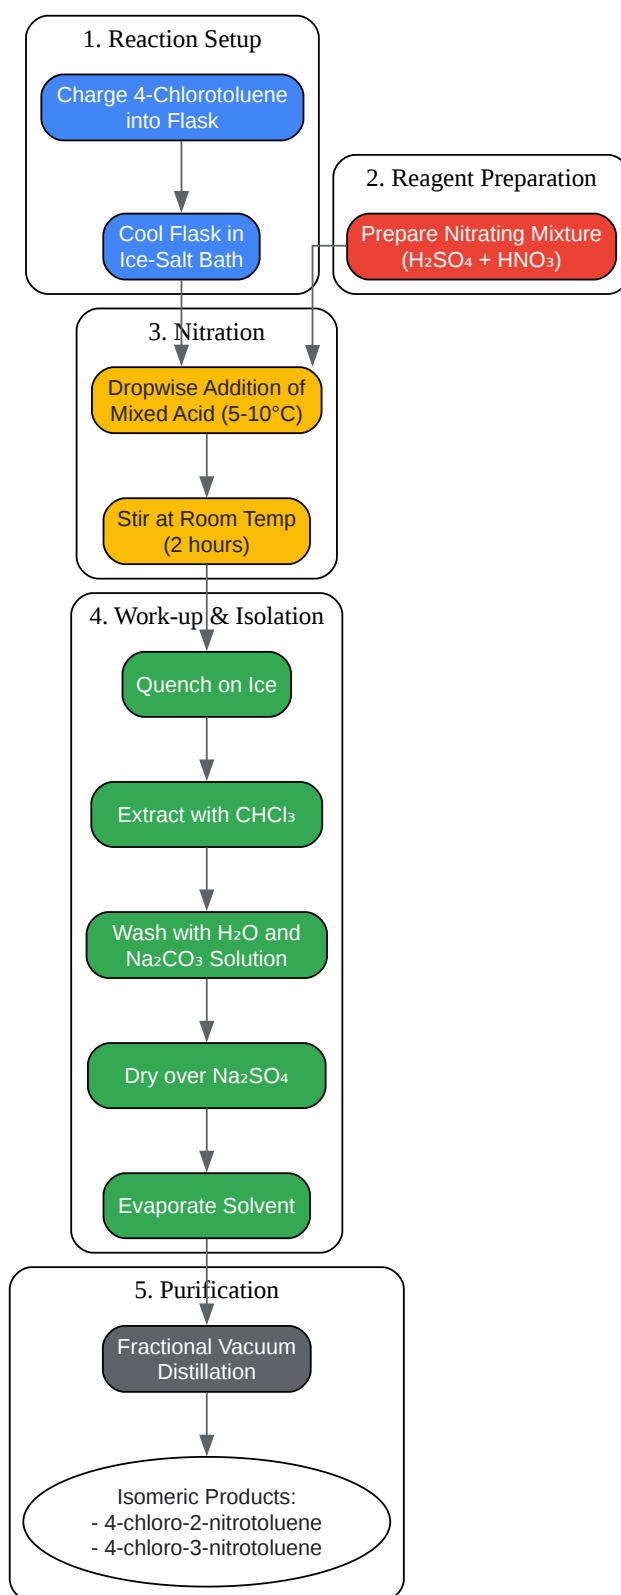 1. Reaction Setup
Charge 4-Chlorotoluene
into Flask
2. Reagent Preparation
Cool Flask in
Ice-Salt Bath
Prepare Nitrating Mixture
(H₂SO₄ + HNO₃)
3. Nitration
Dropwise Addition of
Mixed Acid (5-10°C)
Stir at Room Temp
(2 hours)
4. Work-up & Isolation
Quench on Ice
Extract with CHCl₃
Wash with H₂O and
Na₂CO₃ Solution
Dry over Na₂SO₄
Evaporate Solvent
5. Purification
Fractional Vacuum
Distillation
Isomeric Products:
- 4-chloro-2-nitrotoluene
- 4-chloro-3-nitrotoluene